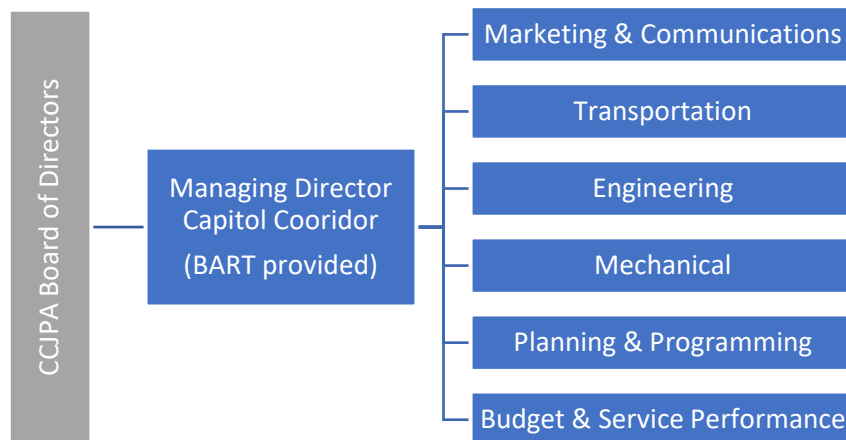 CCJPA Board of Directors
Managing Director
Capitol Cooridor
(BART provided)
Marketing & Communications
Transportation
Engineering
Mechanical
Planning & Programming
Budget & Service Performance